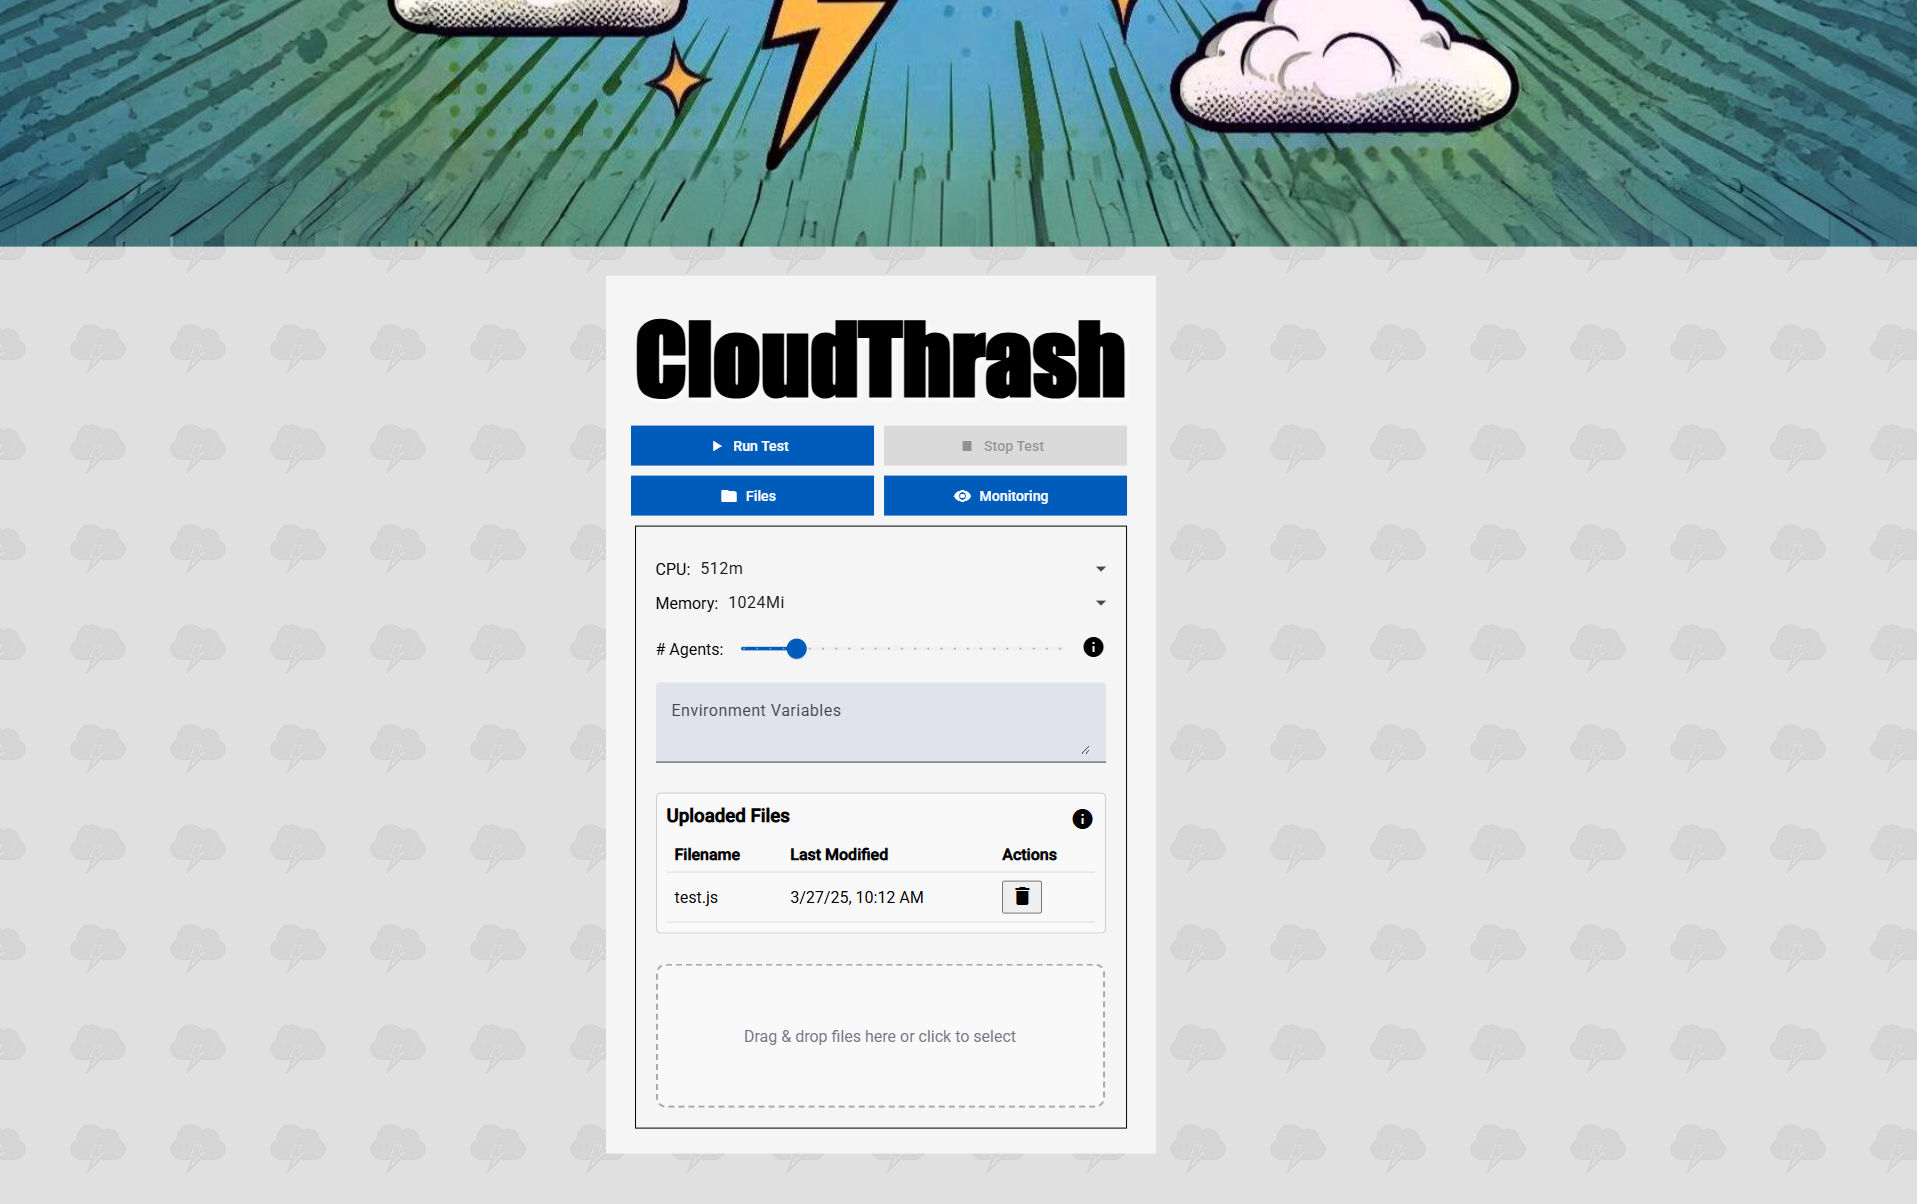 CloudThrash
Run Test
Stop Test
Files
Monitoring
CPU: 512m
Memory: 1024Mi
# Agents:
Environment Variables
Uploaded Files
Filename Last Modified Actions
test.js 3/27/25, 10:12 AM
Drag & drop files here or click to select